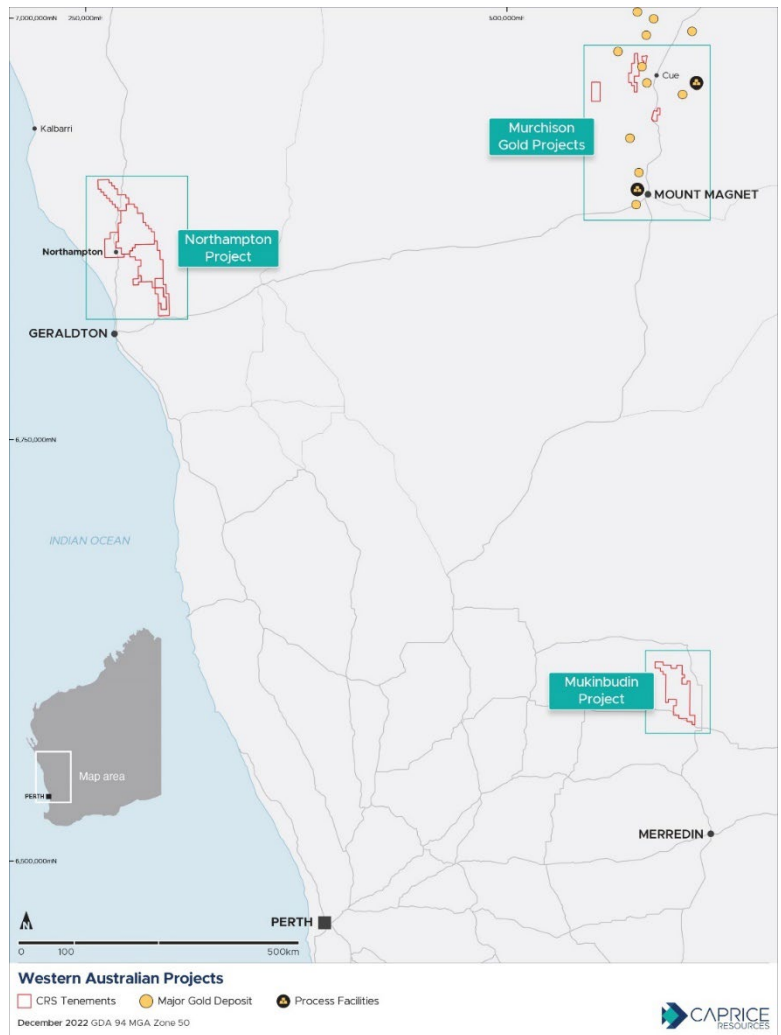 7,000,000mN
250,000mE
500,000mE
Cue
Kalbarri
Murchison
Gold Projects
MOUNT MAGNET
Northampton
Northampton
Project
GERALDTON
6,750,000mN
INDIAN OCEAN
Mukinbudin
Project
Map area
PERTH
MERREDIN
6,500,000mN
PERTH
N
0 100 500km
Western Australian Projects
CRS Tenements Major Gold Deposit Process Facilities
December 2022 GDA 94 MGA Zone 50
CAPRICE
RESOURCES